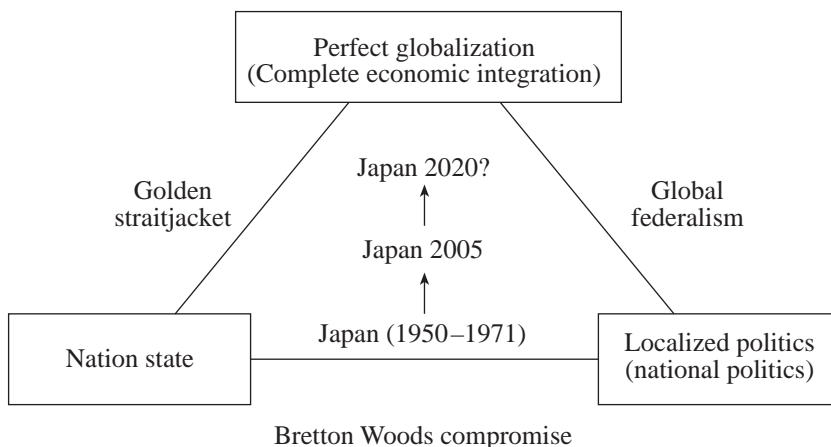 Perfect globalization
(Complete economic integration)
Japan 2020?
Golden
straitjacket
Global
federalism
Japan 2005
Japan (1950–1971)
Nation state
Localized politics
(national politics)
Bretton Woods compromise